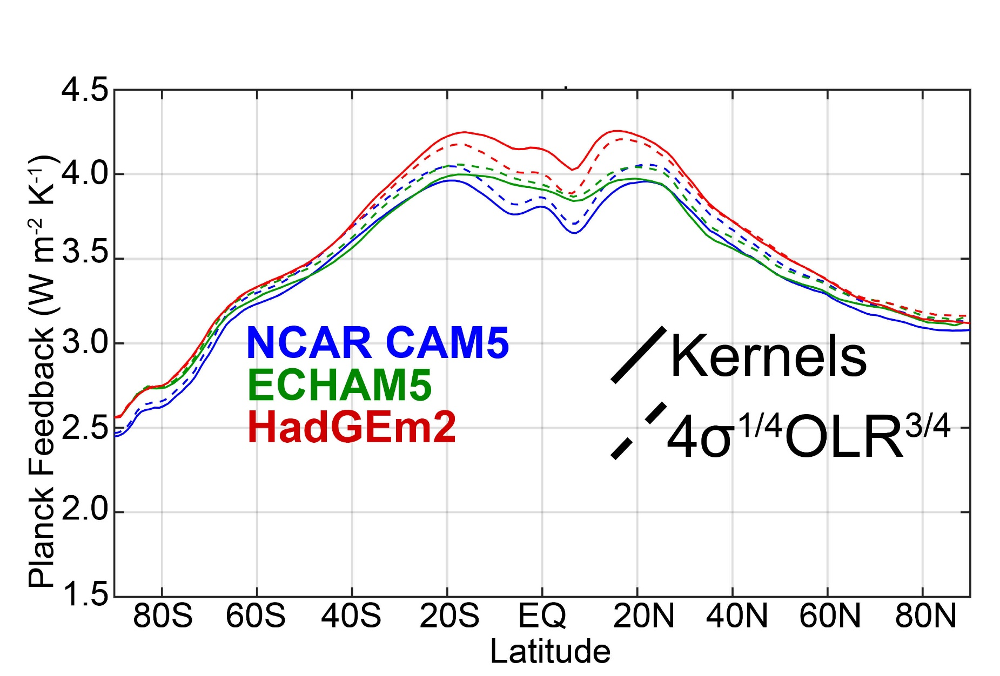 4.5
4.0
3.5
3.0
2.5
2.0
1.5
Planck Feedback (W m⁻² K⁻¹)
NCAR CAM5
ECHAM5
HadGEm2
Kernels
4σ¹/⁴OLR³/⁴
80S 60S 40S 20S EQ 20N 40N 60N 80N
Latitude